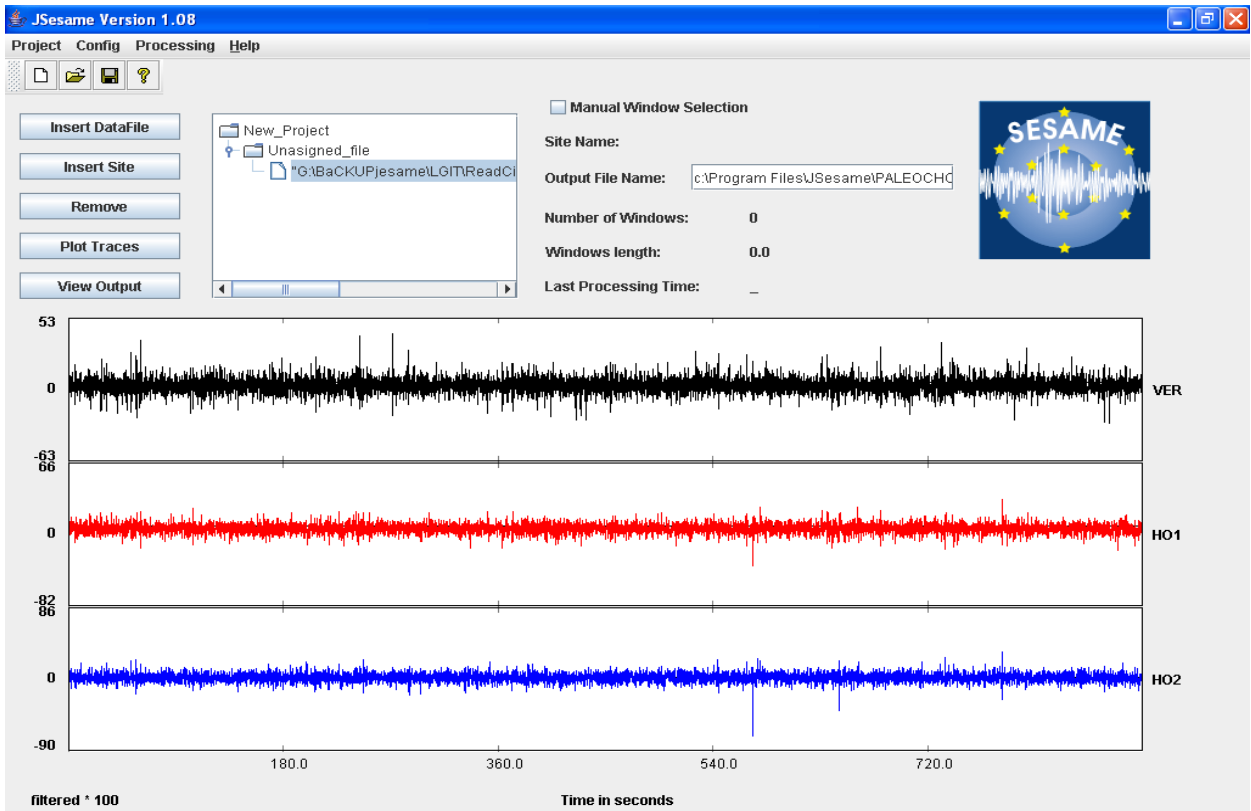 JSesame Version 1.08
Project Config Processing Help
Insert DataFile
Insert Site
Remove
Plot Traces
View Output
New_Project
Unasigned_file
"G:\BaCKUPjesame\LGIT\ReadCi
Manual Window Selection
Site Name:
Output File Name: c:\Program Files\JSesame\PALEOCHO
Number of Windows: 0
Windows length: 0.0
Last Processing Time: _
SESAME
53
0
-63
VER
66
0
-82
HO1
86
0
-90
HO2
180.0 360.0 540.0 720.0
filtered * 100 Time in seconds